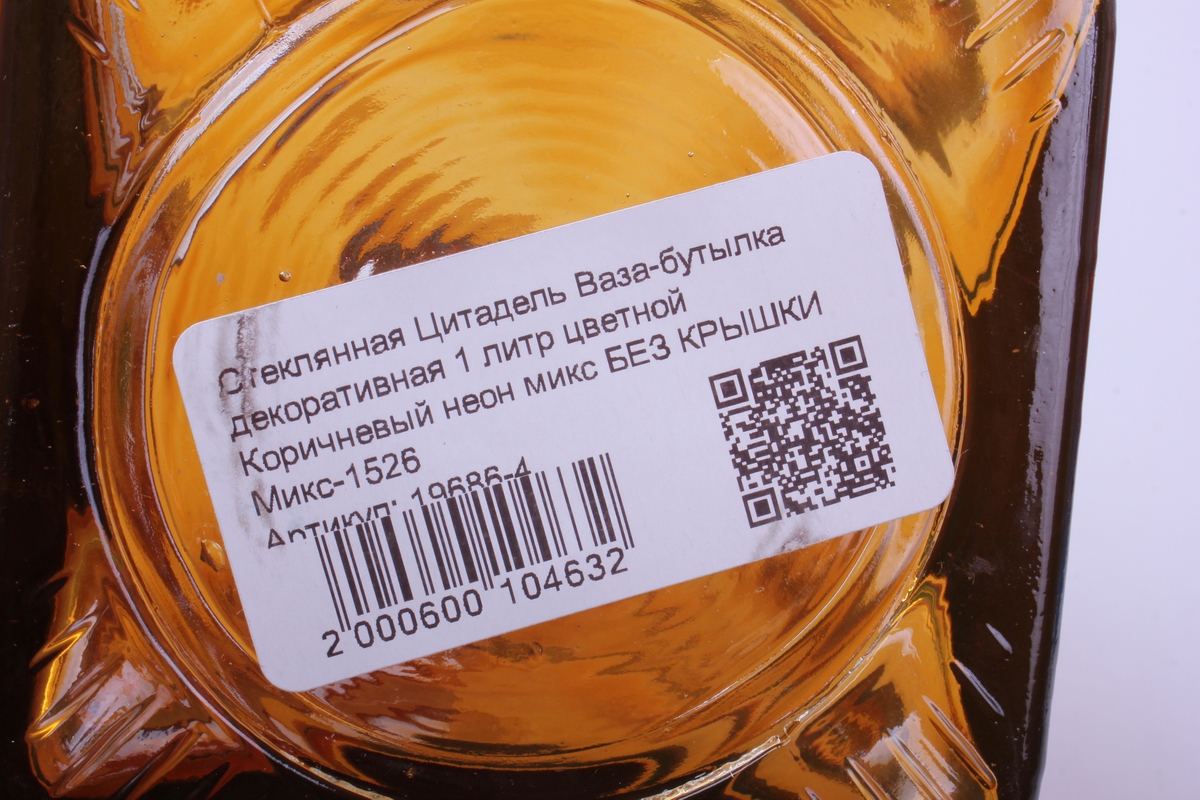 Стеклянная Цитадель Ваза-бутылка
декоративная 1 литр цветной
Коричневый неон микс БЕЗ КРЫШКИ
Микс-1526
Артикул: 19686-4
2 000600 104632